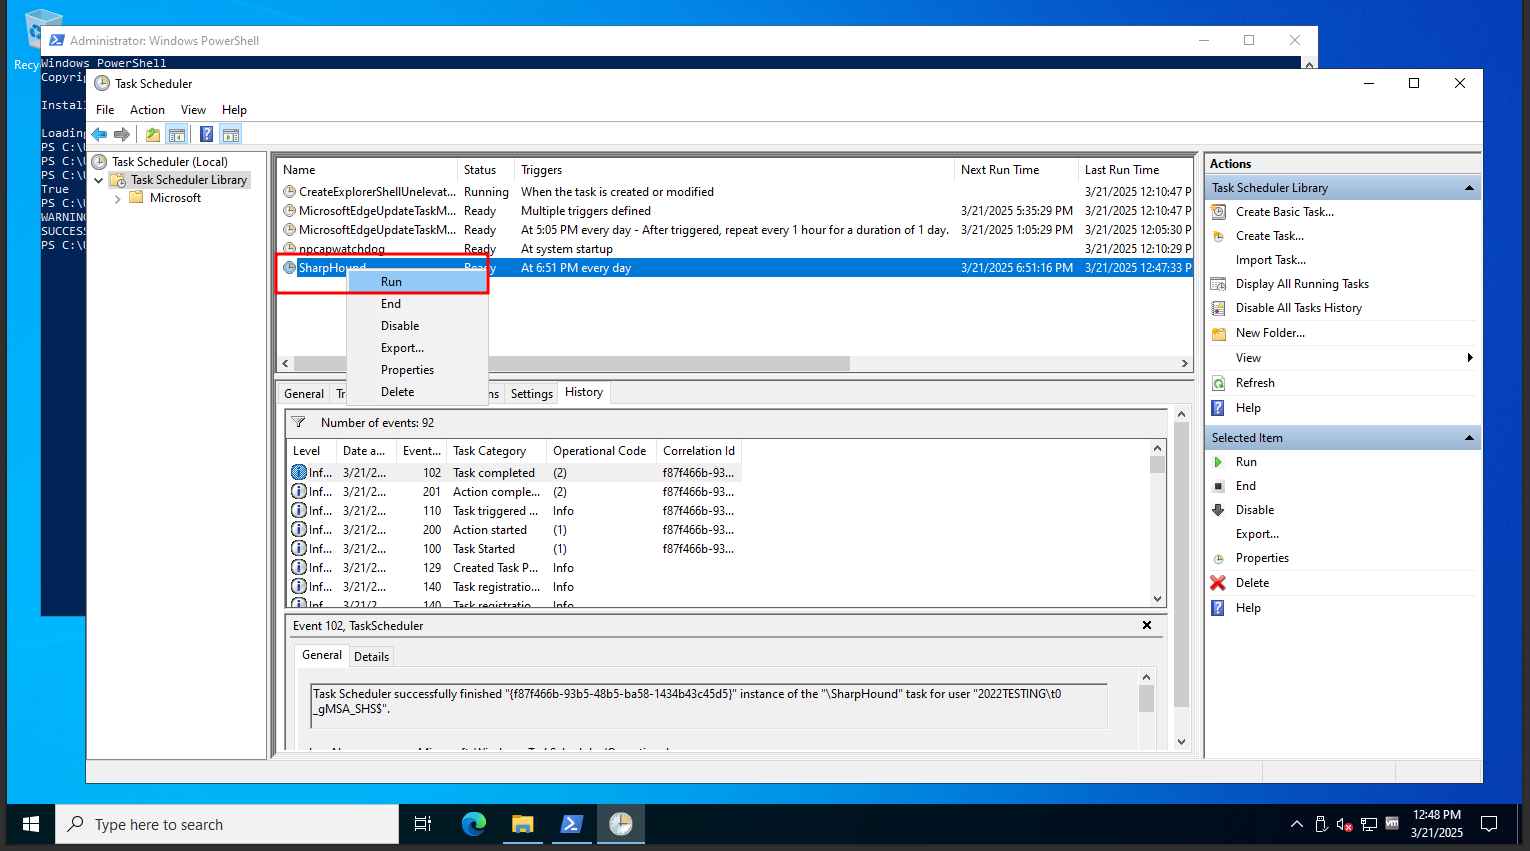 Recy
Administrator: Windows PowerShell
Windows PowerShell
Copyri
Instal
Loading
PS C:\U
PS C:\U
PS C:\U
True
PS C:\U
WARNING
SUCCESS
PS C:\U
Task Scheduler
File Action View Help
Task Scheduler (Local)
Task Scheduler Library
Microsoft
Name Status Triggers Next Run Time Last Run Time
CreateExplorerShellUnelevat... Running When the task is created or modified 3/21/2025 12:10:47 P
MicrosoftEdgeUpdateTaskM... Ready Multiple triggers defined 3/21/2025 5:35:29 PM 3/21/2025 12:10:47 P
MicrosoftEdgeUpdateTaskM... Ready At 5:05 PM every day - After triggered, repeat every 1 hour for a duration of 1 day. 3/21/2025 1:05:29 PM 3/21/2025 12:05:30 P
npcapwatchdog Ready At system startup 3/21/2025 12:10:29 P
SharpHound Ready At 6:51 PM every day 3/21/2025 6:51:16 PM 3/21/2025 12:47:33 P
Run
End
Disable
Export...
Properties
Delete
General Tr ns Settings History
Number of events: 92
Level Date a... Event... Task Category Operational Code Correlation Id
Inf... 3/21/2... 102 Task completed (2) f87f466b-93...
Inf... 3/21/2... 201 Action comple... (2) f87f466b-93...
Inf... 3/21/2... 110 Task triggered ... Info f87f466b-93...
Inf... 3/21/2... 200 Action started (1) f87f466b-93...
Inf... 3/21/2... 100 Task Started (1) f87f466b-93...
Inf... 3/21/2... 129 Created Task P... Info
Inf... 3/21/2... 140 Task registratio... Info
Inf... 3/21/2... 140 Task registratio... Info
Event 102, TaskScheduler
General Details
Task Scheduler successfully finished "{f87f466b-93b5-48b5-ba58-1434b43c45d5}" instance of the "\SharpHound" task for user "2022TESTING\t0
_gMSA_SHS$".
Actions
Task Scheduler Library
Create Basic Task...
Create Task...
Import Task...
Display All Running Tasks
Disable All Tasks History
New Folder...
View
Refresh
Help
Selected Item
Run
End
Disable
Export...
Properties
Delete
Help
Type here to search
vm
12:48 PM
3/21/2025